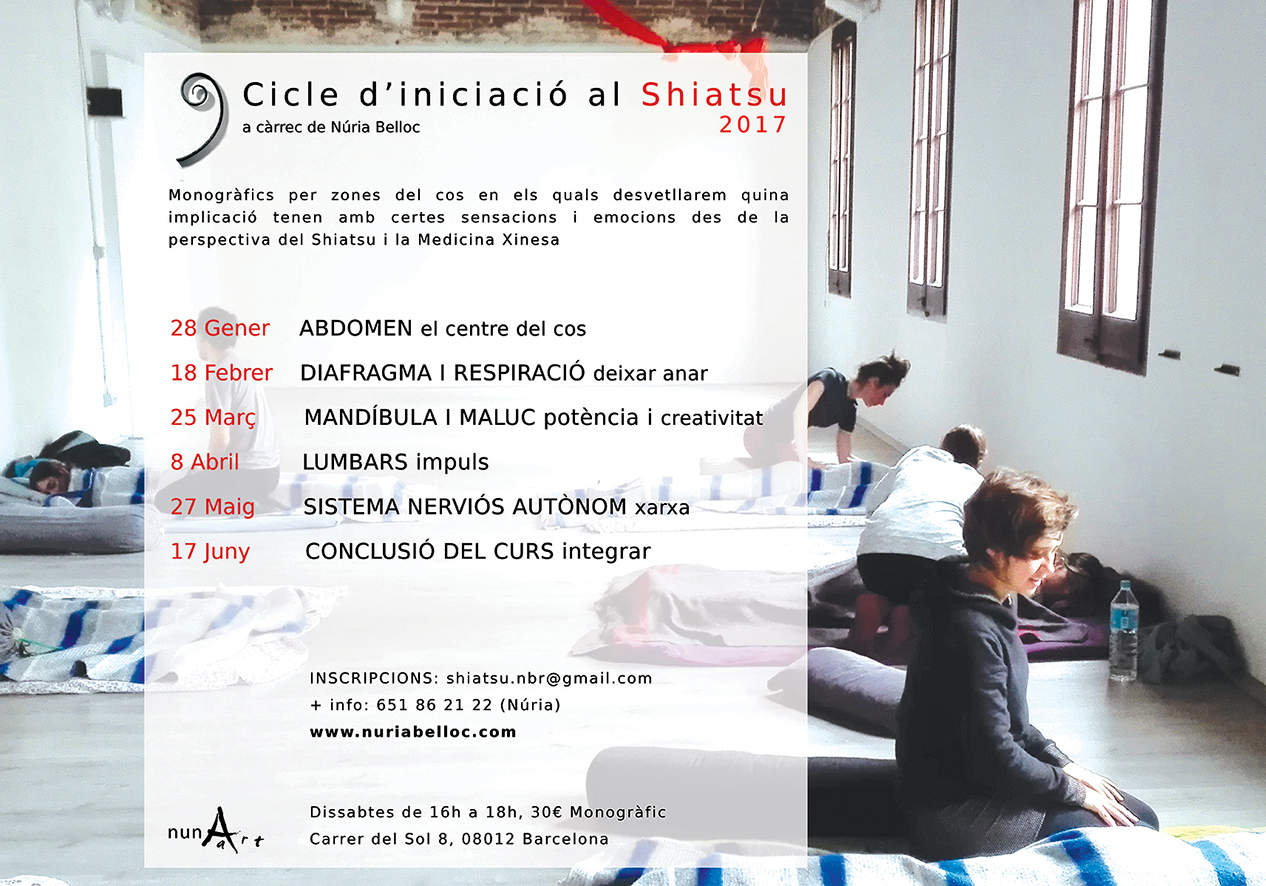 Cicle d’iniciació al Shiatsu
a càrrec de Núria Belloc
2017
Monogràfics per zones del cos en els quals desvetllarem quina
implicació tenen amb certes sensacions i emocions des de la
perspectiva del Shiatsu i la Medicina Xinesa
28 Gener ABDOMEN el centre del cos
18 Febrer DIAFRAGMA I RESPIRACIÓ deixar anar
25 Març MANDÍBULA I MALUC potència i creativitat
8 Abril LUMBARS impuls
27 Maig SISTEMA NERVIÓS AUTÒNOM xarxa
17 Juny CONCLUSIÓ DEL CURS integrar
INSCRIPCIONS: shiatsu.nbr@gmail.com
+ info: 651 86 21 22 (Núria)
www.nuriabelloc.com
nunArt
Dissabtes de 16h a 18h, 30€ Monogràfic
Carrer del Sol 8, 08012 Barcelona